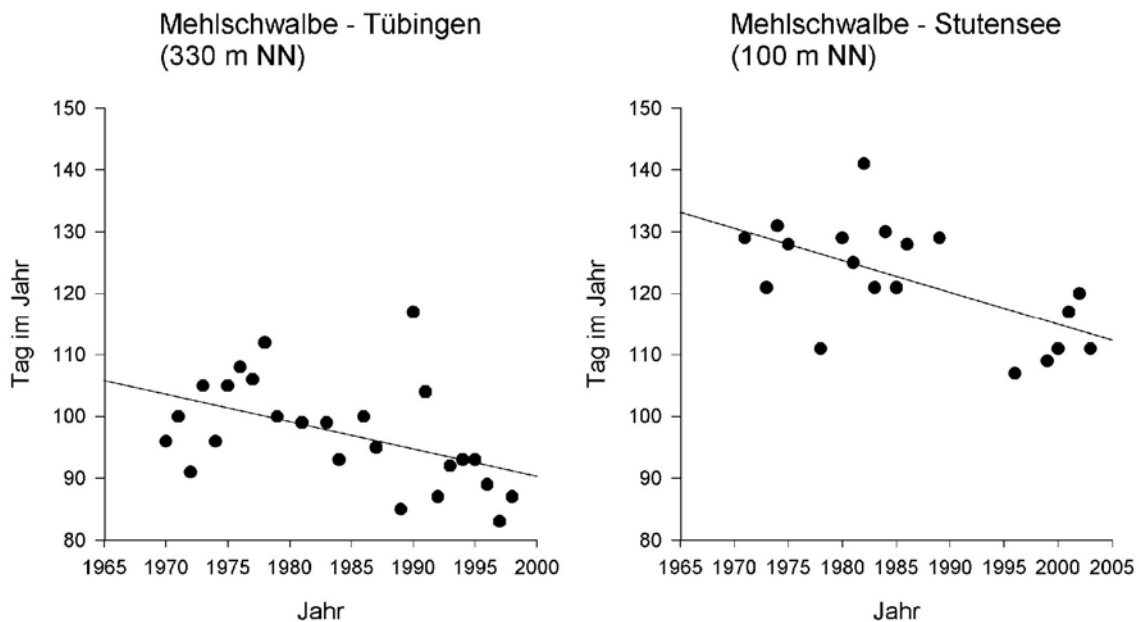 Mehlschwalbe - Tübingen
(330 m NN)
150
140
130
120
110
100
90
80
Tag im Jahr
1965 1970 1975 1980 1985 1990 1995 2000
Jahr
Mehlschwalbe - Stutensee
(100 m NN)
150
140
130
120
110
100
90
80
Tag im Jahr
1965 1970 1975 1980 1985 1990 1995 2000 2005
Jahr